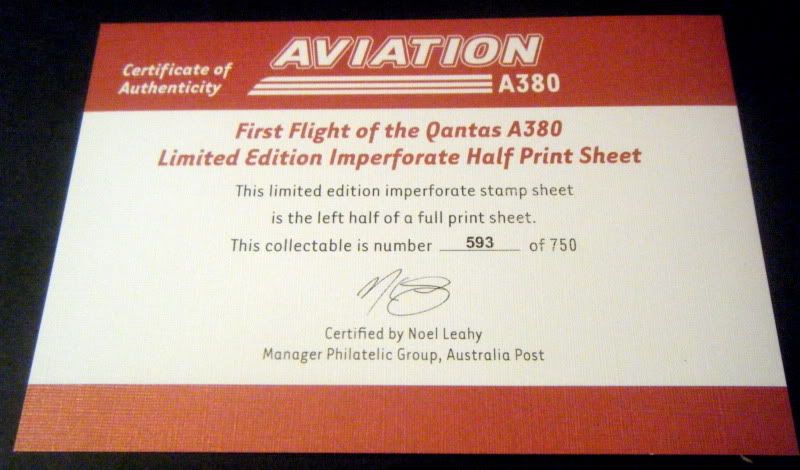 Certificate of
Authenticity
AVIATION
A380
First Flight of the Qantas A380
Limited Edition Imperforate Half Print Sheet
This limited edition imperforate stamp sheet
is the left half of a full print sheet.
This collectable is number 593 of 750
Certified by Noel Leahy
Manager Philatelic Group, Australia Post